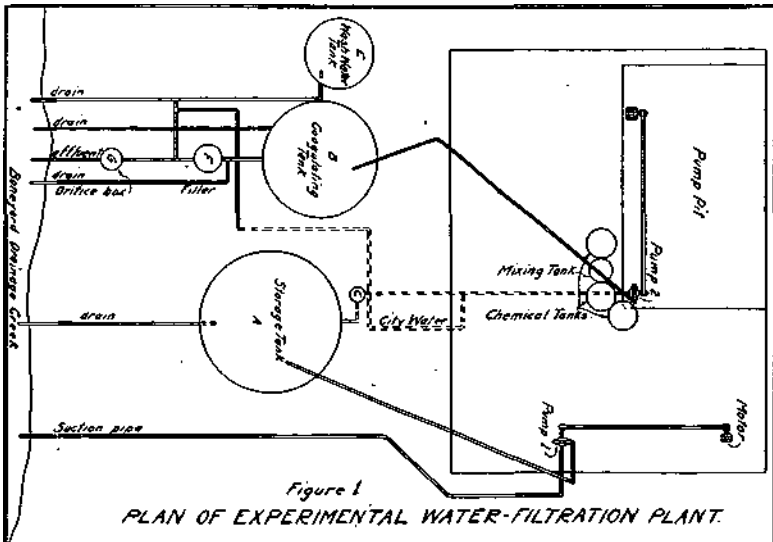 E
Wash Water
Tank
drain
drain
effluent
G
F
drain
Orifice box
Filter
B
Coagulating
Tank
Boneyard Drainage Creek
Pump Pit
Mixing Tank
Pump 2
C
Chemical Tanks
City Water
drain
Storage Tank
A
Suction pipe
Pump 1
Motor
Figure 1
PLAN OF EXPERIMENTAL WATER-FILTRATION PLANT.